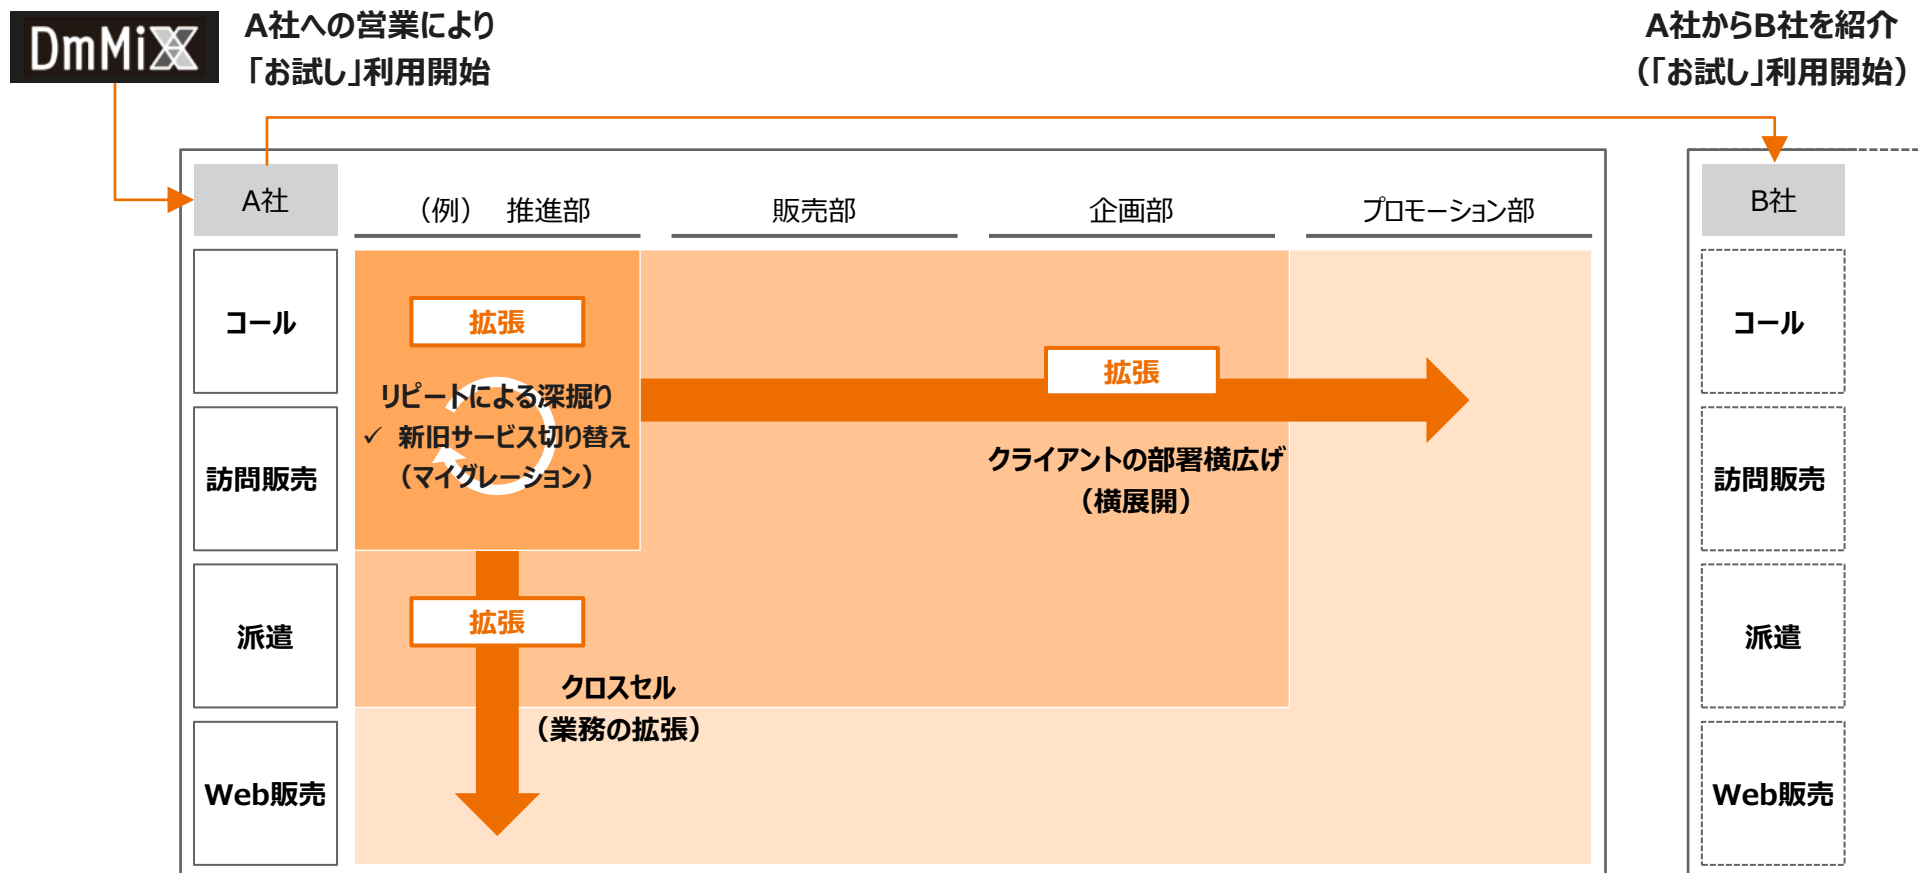 DmMiX
A社への営業により
「お試し」利用開始
A社からB社を紹介
(「お試し」利用開始)
A社
(例) 推進部
販売部
企画部
プロモーション部
B社
コール
訪問販売
派遣
Web販売
拡張
リピートによる深掘り
✓ 新旧サービス切り替え
(マイグレーション)
拡張
クライアントの部署横広げ
(横展開)
拡張
クロスセル
(業務の拡張)
コール
訪問販売
派遣
Web販売